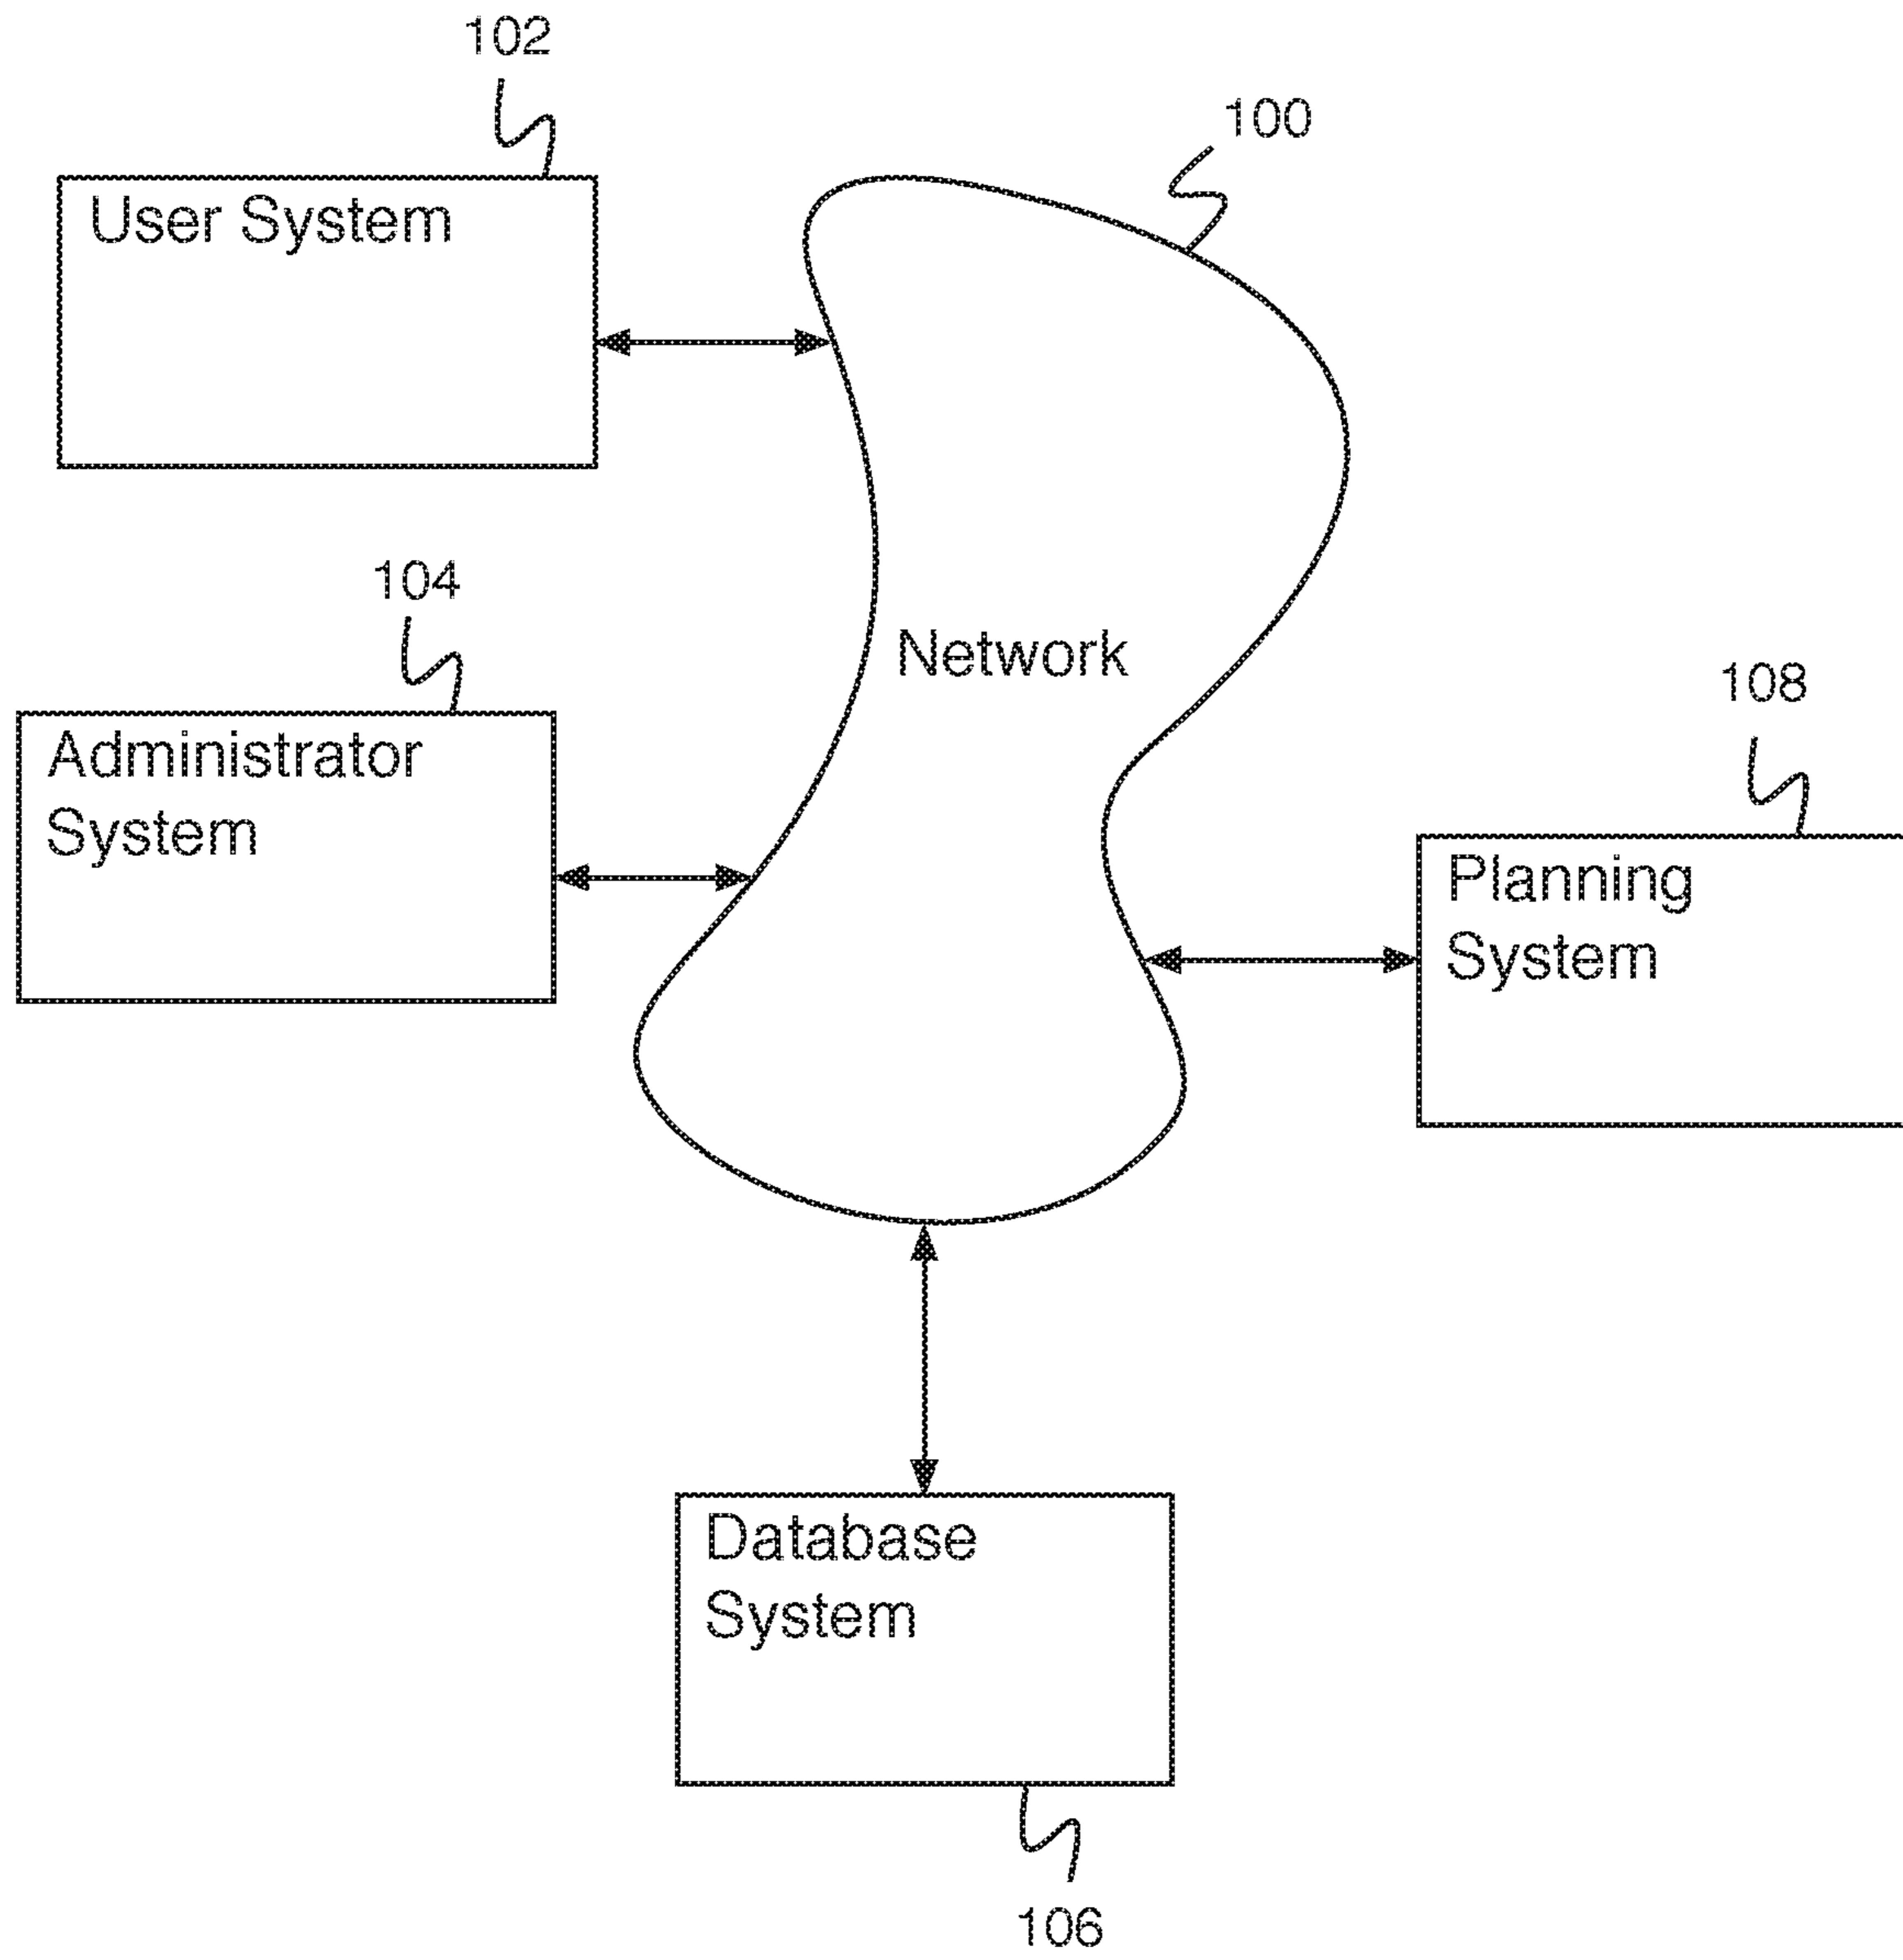 102
100
User System
104
Network
Administrator
System
108
Planning
System
Database
System
106